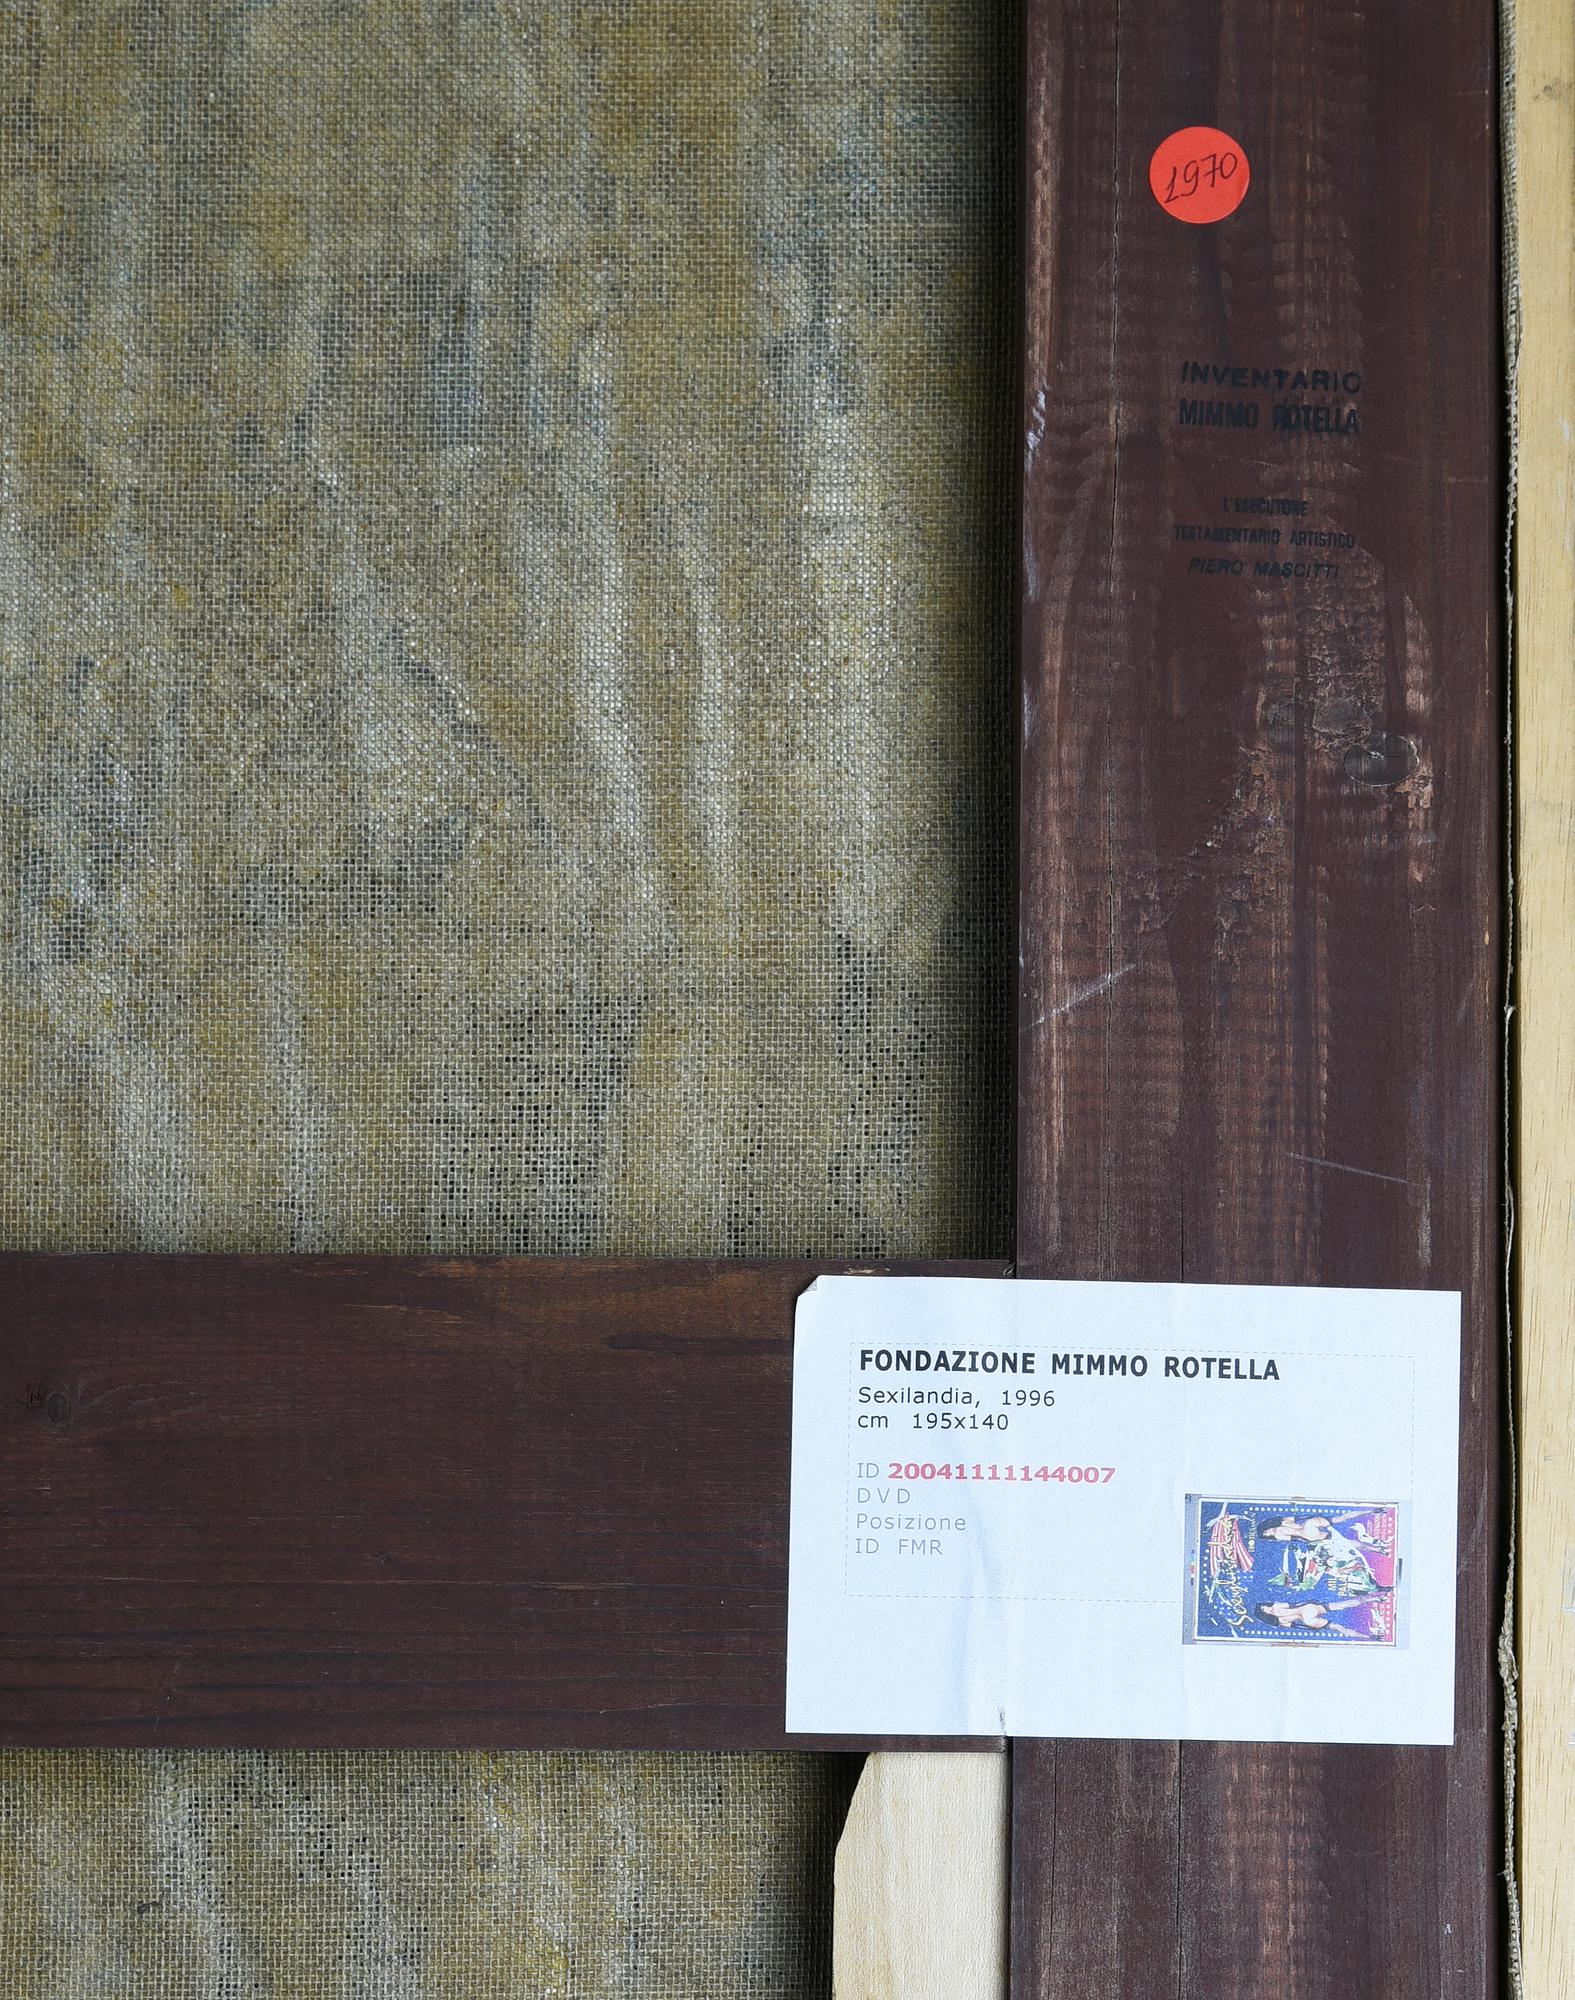 1970
INVENTARIO
MIMMO ROTELLA
L'ESECUTORE
TESTAMENTARIO ARTISTICO
PIERO MASCITTI
FONDAZIONE MIMMO ROTELLA
Sexilandia, 1996
cm 195x140
ID 20041111144007
DVD
Posizione
ID FMR